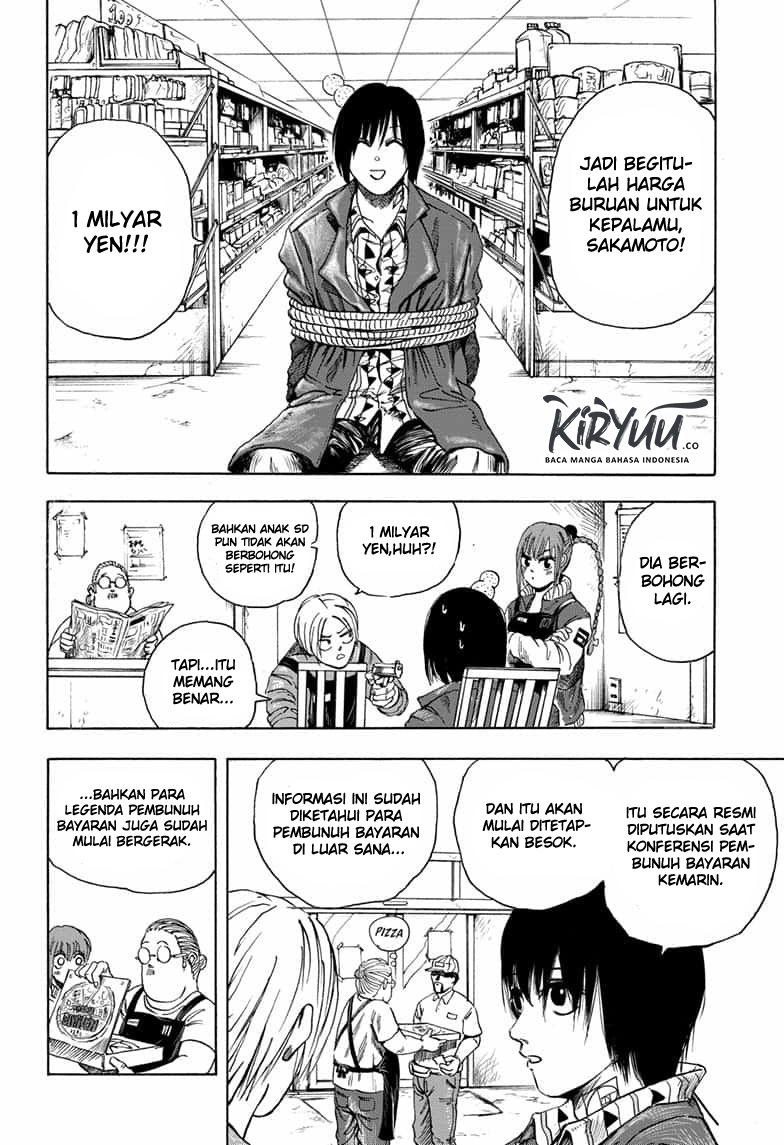 JADI BEGITU-
LAH HARGA
BURUAN UNTUK
KEPALAMU,
SAKAMOTO!
1 MILYAR
YEN!!!
KIRYUU.CO
BACA MANGA BAHASA INDONESIA
DIA BER-
BOHONG
LAGI.
1 MILYAR
YEN,HUH?!
BAHKAN ANAK SD
PUN TIDAK AKAN
BERBOHONG
SEPERTI ITU!
TAPI...ITU
MEMANG
BENAR...
ITU SECARA RESMI
DIPUTUSKAN SAAT
KONFERENSI PEM-
BUNUH BAYARAN
KEMARIN.
DAN ITU AKAN
MULAI DITETAP-
KAN BESOK.
INFORMASI INI SUDAH
DIKETAHUI PARA
PEMBUNUH BAYARAN
DI LUAR SANA...
PIZZA
...BAHKAN PARA
LEGENDA PEMBUNUH
BAYARAN JUGA SUDAH
MULAI BERGERAK.